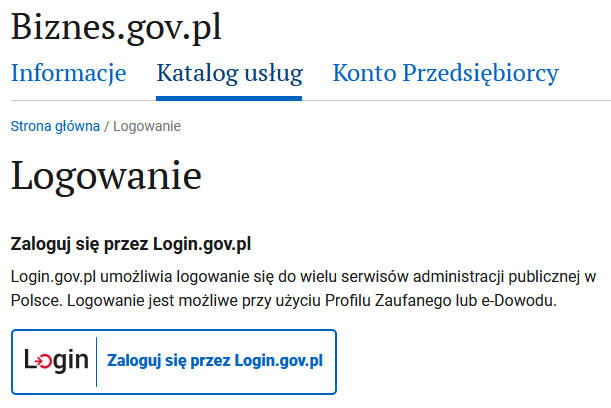 Biznes.gov.pl
Informacje Katalog usług Konto Przedsiębiorcy
Strona główna / Logowanie
Logowanie
Zaloguj się przez Login.gov.pl
Login.gov.pl umożliwia logowanie się do wielu serwisów administracji publicznej w
Polsce. Logowanie jest możliwe przy użyciu Profilu Zaufanego lub e-Dowodu.
Login Zaloguj się przez Login.gov.pl